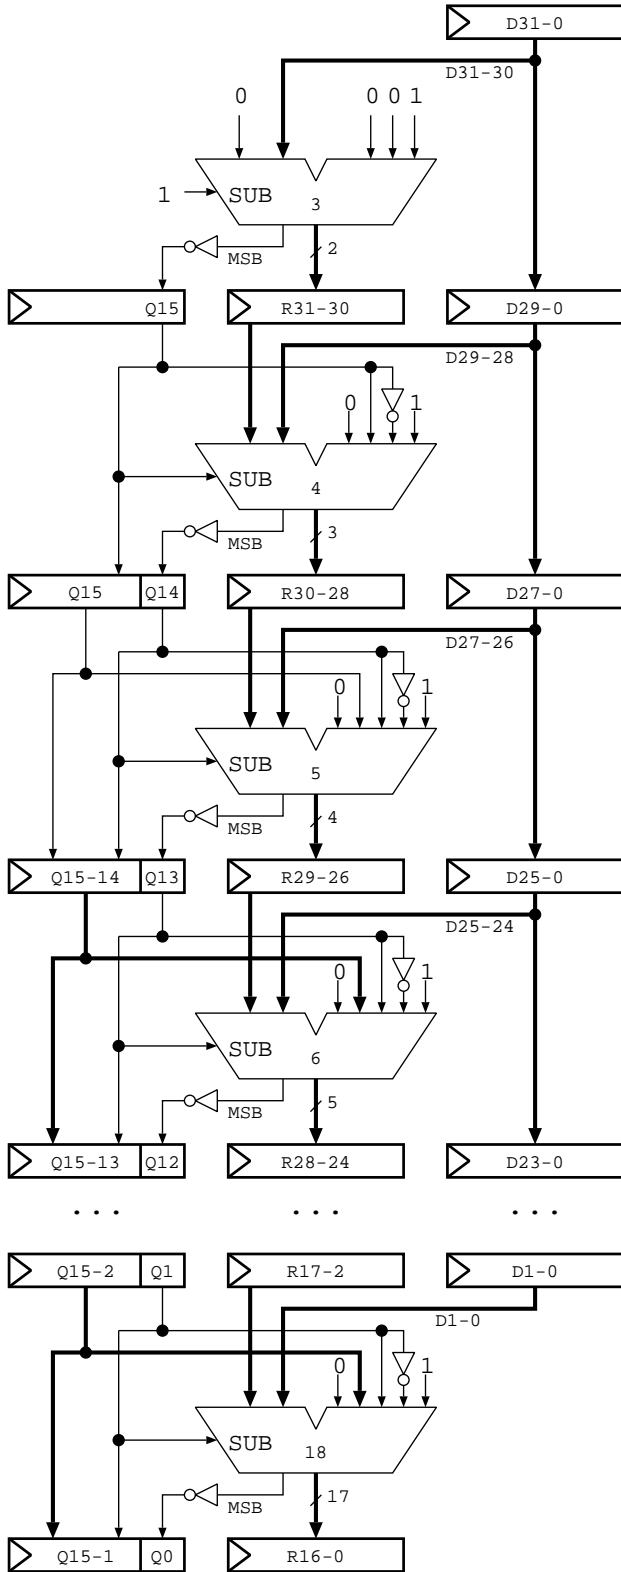 D31-0
D31-30
0 0 0 1
1 SUB 3
MSB 2
Q15 R31-30 D29-0
D29-28
0 1
SUB 4
MSB 3
Q15 Q14 R30-28 D27-0
D27-26
0 1
SUB 5
MSB 4
Q15-14 Q13 R29-26 D25-0
D25-24
0 1
SUB 6
MSB 5
Q15-13 Q12 R28-24 D23-0
... ... ...
Q15-2 Q1 R17-2 D1-0
D1-0
0 1
SUB 18
MSB 17
Q15-1 Q0 R16-0